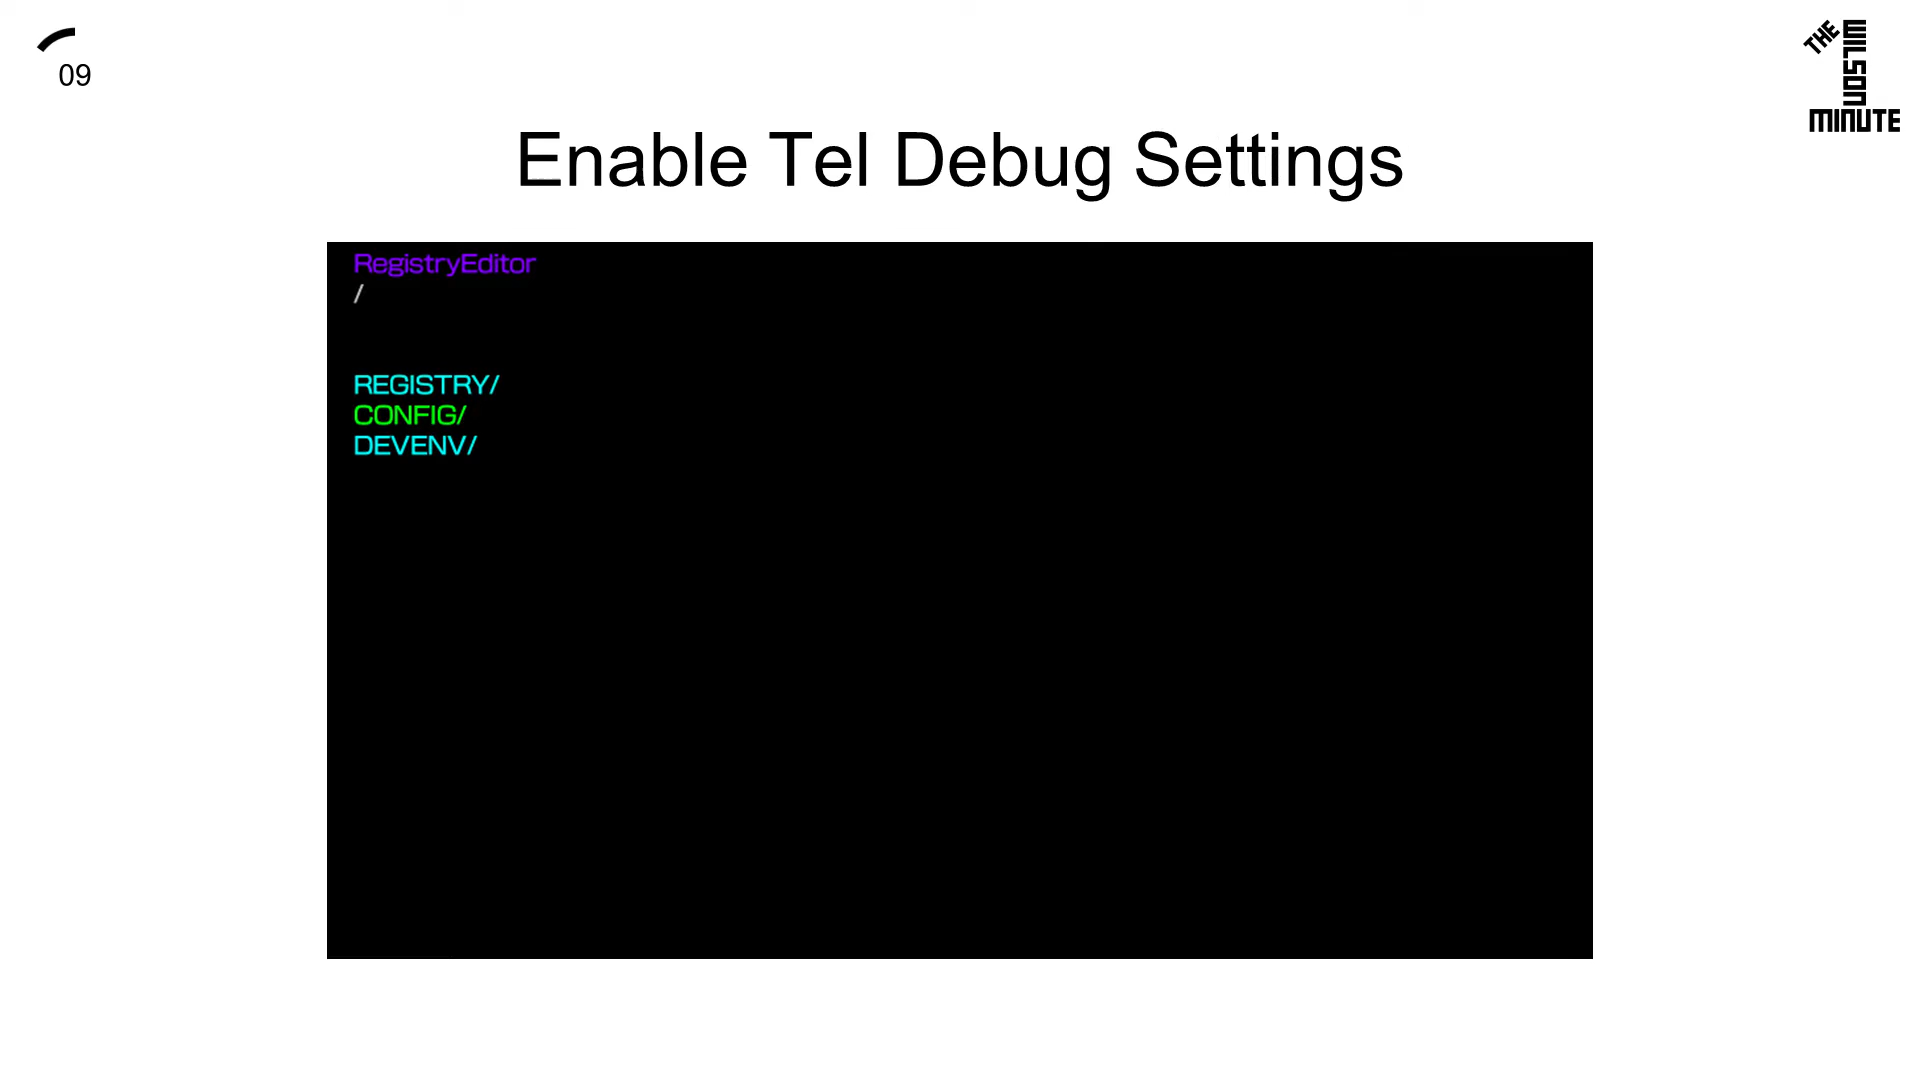 09
THE
WILSON
MINUTE
Enable Tel Debug Settings
RegistryEditor
/
REGISTRY/
CONFIG/
DEVENV/